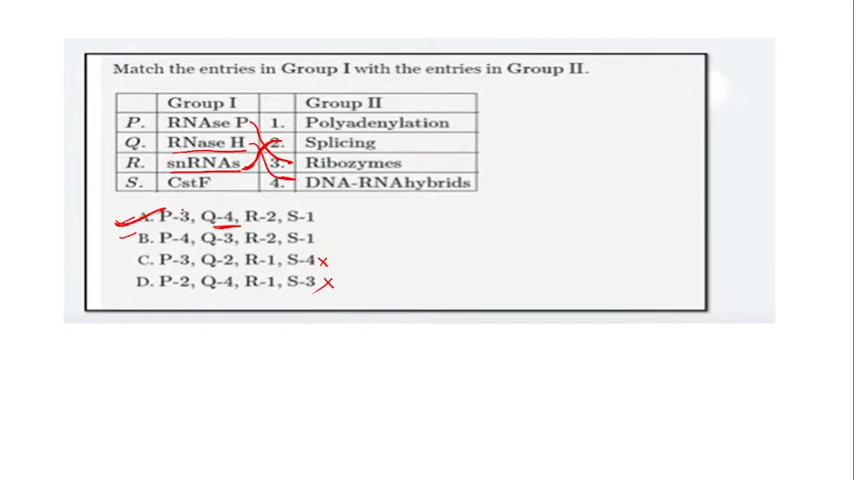 Match the entries in Group I with the entries in Group II.
Group I Group II
P. RNAse P 1. Polyadenylation
Q. RNase H 2. Splicing
R. snRNAs 3. Ribozymes
S. CstF 4. DNA-RNAhybrids
A. P-3, Q-4, R-2, S-1
B. P-4, Q-3, R-2, S-1
C. P-3, Q-2, R-1, S-4
D. P-2, Q-4, R-1, S-3